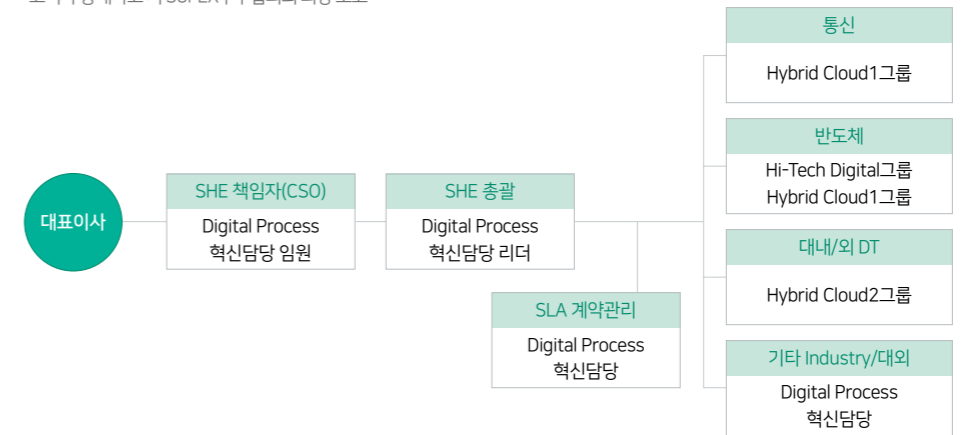 대표이사
SHE 책임자(CSO)
Digital Process
혁신담당 임원
SHE 총괄
Digital Process
혁신담당 리더
SLA 계약관리
Digital Process
혁신담당
통신
Hybrid Cloud1그룹
반도체
Hi-Tech Digital그룹
Hybrid Cloud1그룹
대내/외 DT
Hybrid Cloud2그룹
기타 Industry/대외
Digital Process
혁신담당